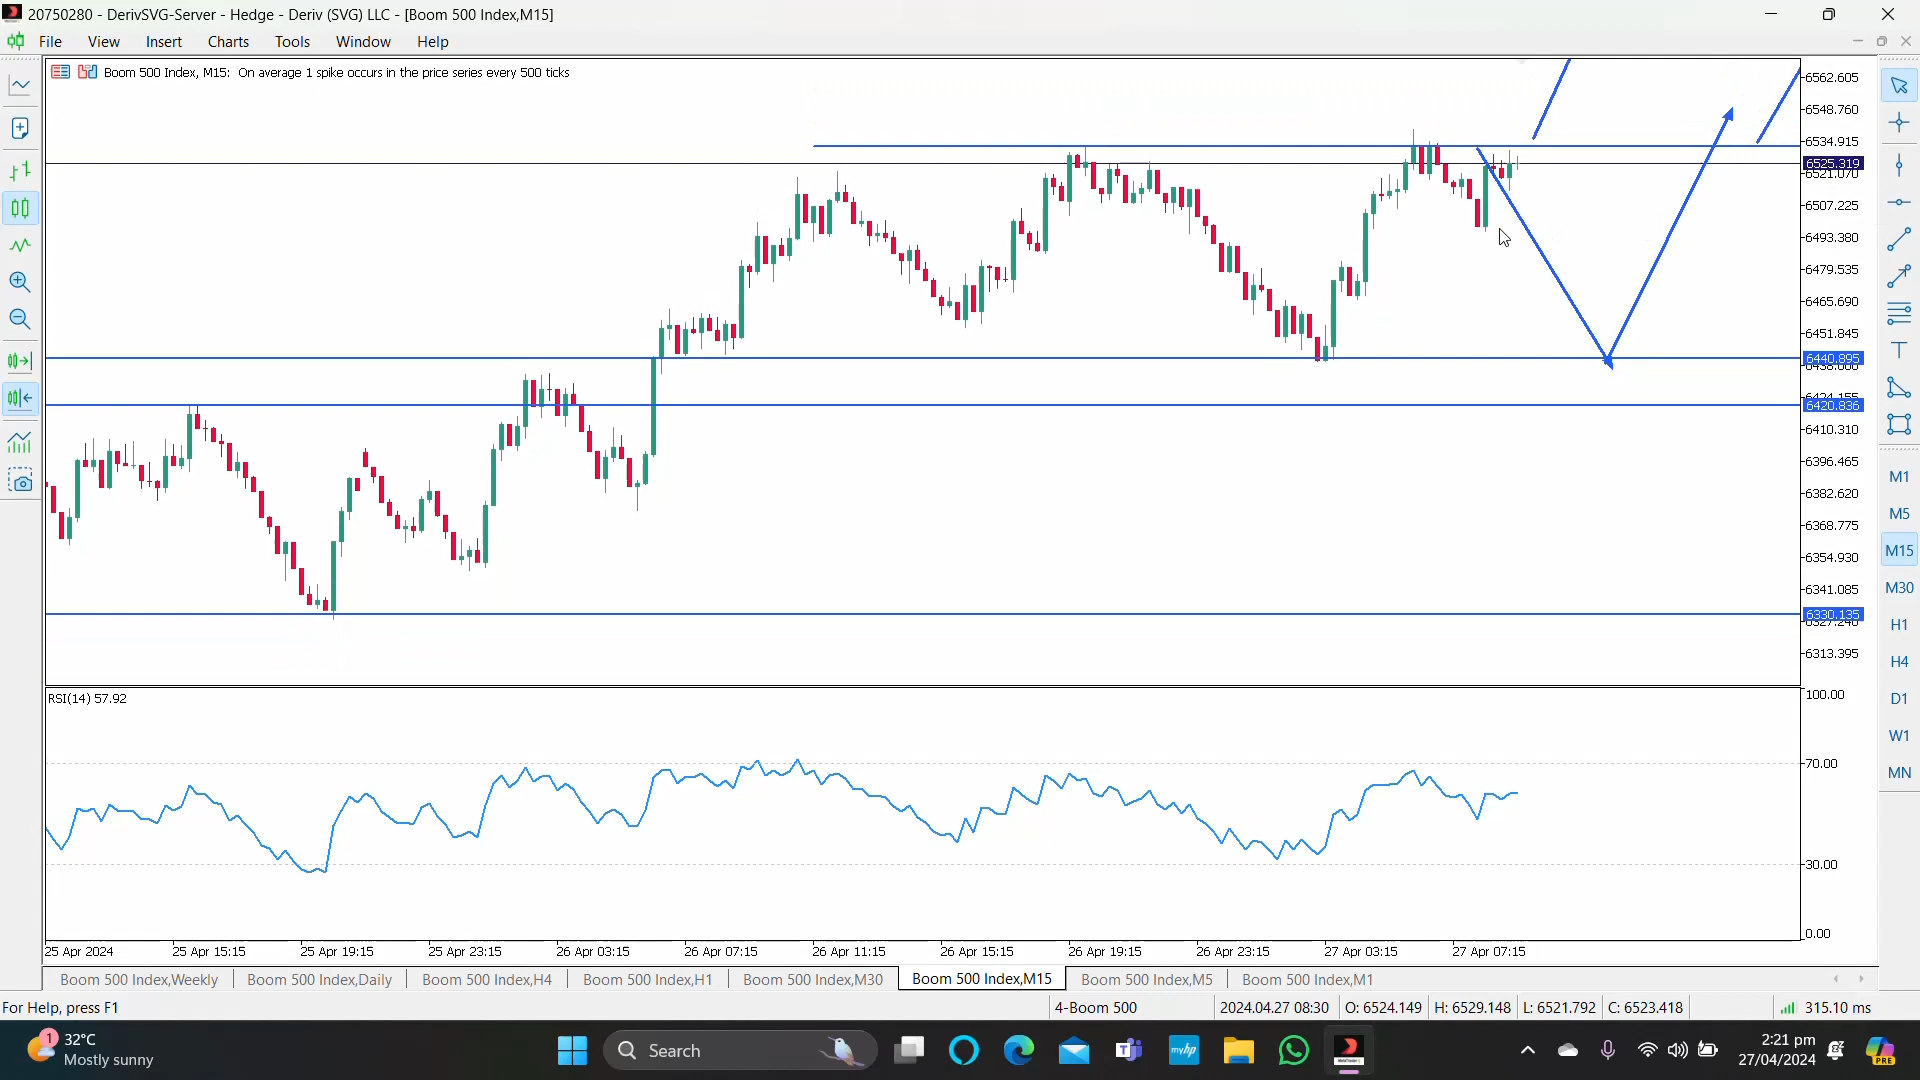 20750280 - DerivSVG-Server - Hedge - Deriv (SVG) LLC - [Boom 500 Index,M15]
File View Insert Charts Tools Window Help
Boom 500 Index, M15: On average 1 spike occurs in the price series every 500 ticks
6562.605
6548.760
6534.915
6525.319
6521.070
6507.225
6493.380
6479.535
6465.690
6451.845
6440.895
6420.836
6410.310
6396.465
6382.620
6368.775
6354.930
6341.085
6330.135
6313.395
M1
M5
M15
M30
H1
H4
D1
W1
MN
RSI(14) 57.92
100.00
70.00
30.00
0.00
25 Apr 2024 25 Apr 15:15 25 Apr 19:15 25 Apr 23:15 26 Apr 03:15 26 Apr 07:15 26 Apr 11:15 26 Apr 15:15 26 Apr 19:15 26 Apr 23:15 27 Apr 03:15 27 Apr 07:15
Boom 500 Index,Weekly Boom 500 Index,Daily Boom 500 Index,H4 Boom 500 Index,H1 Boom 500 Index,M30 Boom 500 Index,M15 Boom 500 Index,M5 Boom 500 Index,M1
For Help, press F1 4-Boom 500 2024.04.27 08:30 O: 6524.149 H: 6529.148 L: 6521.792 C: 6523.418 315.10 ms
1 32°C
Mostly sunny
Search
myhp
2:21 pm
27/04/2024
PRE